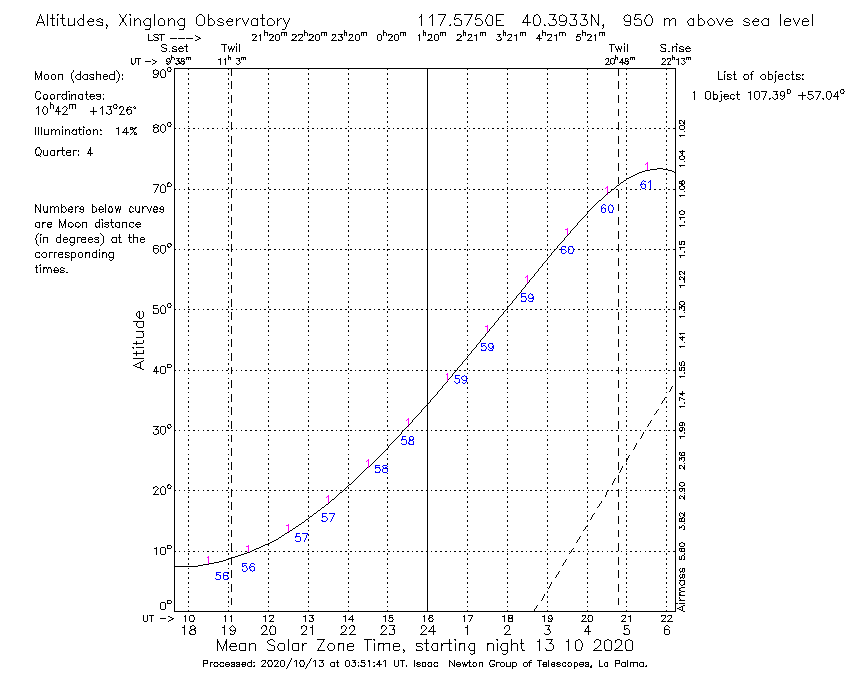 Altitudes, Xinglong Observatory 117.5750E 40.3933N, 950 m above sea level
LST ---> 21ʰ20ᵐ 22ʰ20ᵐ 23ʰ20ᵐ 0ʰ20ᵐ 1ʰ20ᵐ 2ʰ21ᵐ 3ʰ21ᵐ 4ʰ21ᵐ 5ʰ21ᵐ
S.set Twil Twil S.rise
UT -> 9ʰ36ᵐ 11ʰ 3ᵐ 20ʰ46ᵐ 22ʰ13ᵐ
Moon (dashed):
Coordinates:
10ʰ42ᵐ +13°26'
Illumination: 14%
Quarter: 4
Numbers below curves
are Moon distance
(in degrees) at the
corresponding
times.
List of objects:
1 Object 107.39ᴰ +57.04°
90°
80°
70°
60°
50°
40°
30°
20°
10°
0°
Altitude
1 1 1 1 1 1 1 1 1 1 1 1
56 56 57 57 58 58 59 59 59 60 60 61
1.02
1.04
1.06
1.10
1.15
1.22
1.30
1.41
1.55
1.74
1.99
2.36
2.90
3.82
5.60
Airmass
UT -> 10 11 12 13 14 15 16 17 18 19 20 21 22
18 19 20 21 22 23 24 1 2 3 4 5 6
Mean Solar Zone Time, starting night 13 10 2020
Processed: 2020/10/13 at 03:51:41 UT. Isaac Newton Group of Telescopes, La Palma.